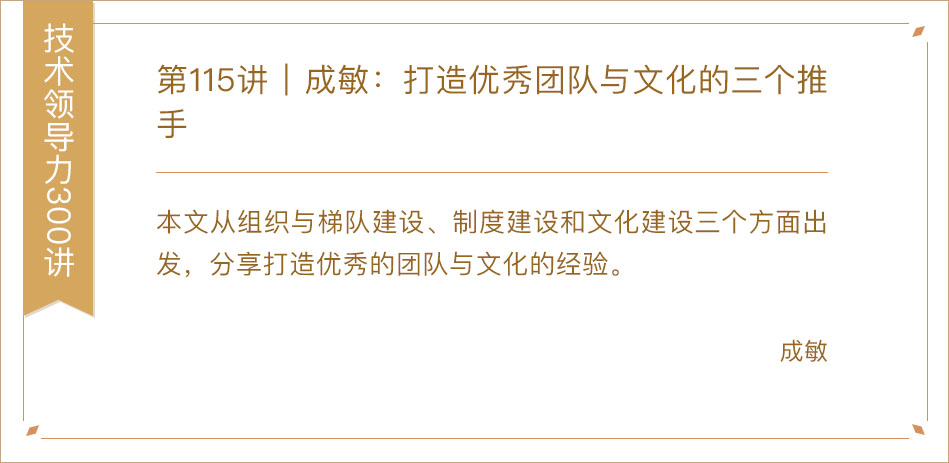 技术领导力300讲
第115讲｜成敏：打造优秀团队与文化的三个推
手
本文从组织与梯队建设、制度建设和文化建设三个方面出
发，分享打造优秀的团队与文化的经验。
成敏